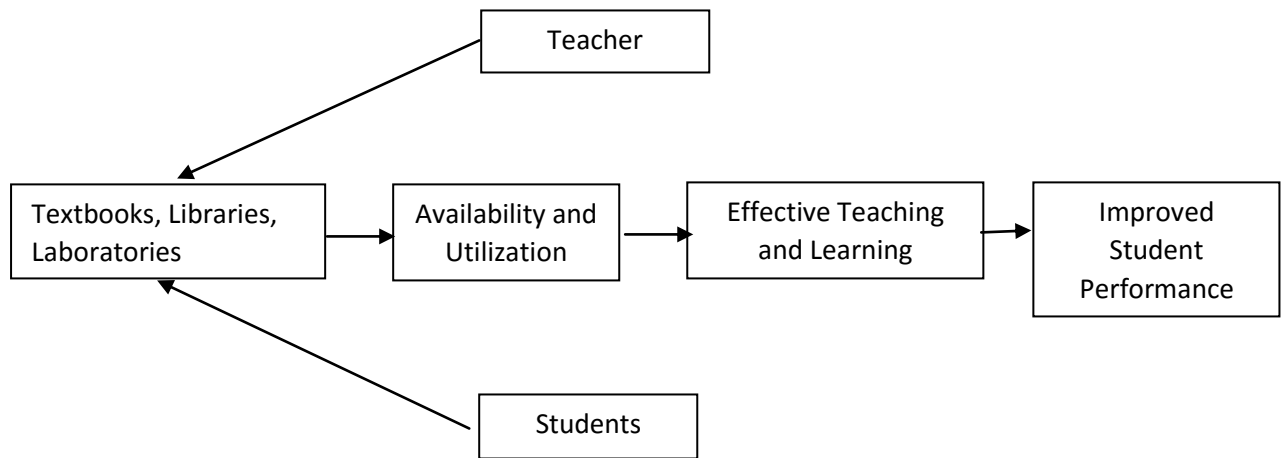 Teacher
Textbooks, Libraries,
Laboratories
Availability and
Utilization
Effective Teaching
and Learning
Improved
Student
Performance
Students